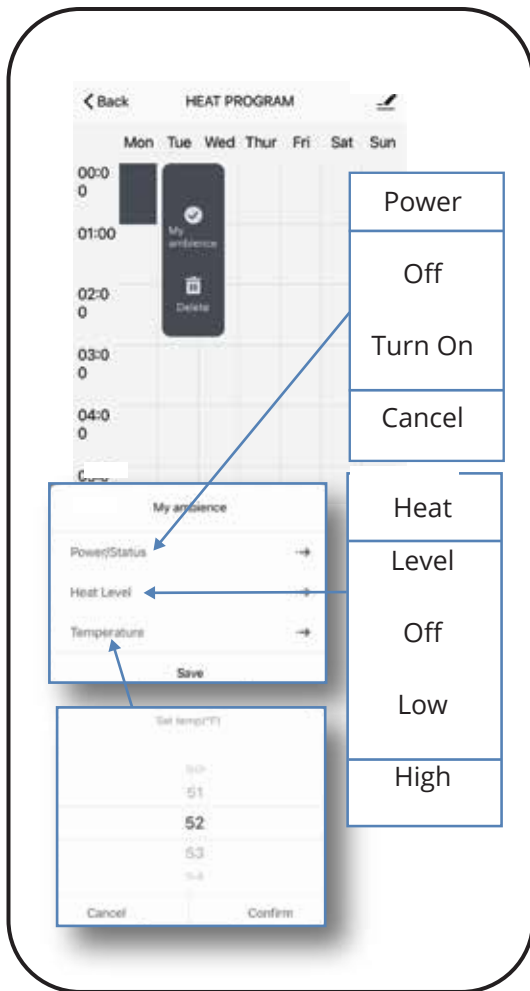 Back HEAT PROGRAM
Mon Tue Wed Thur Fri Sat Sun
00:0
0
01:00
My
ambience
02:0
0
Delete
03:0
0
04:0
0
Power
Off
Turn On
Cancel
My ambience
Power/Status
Heat Level
Temperature
Save
Heat
Level
Off
Low
High
Set temp(°F)
51
52
53
Cancel Confirm